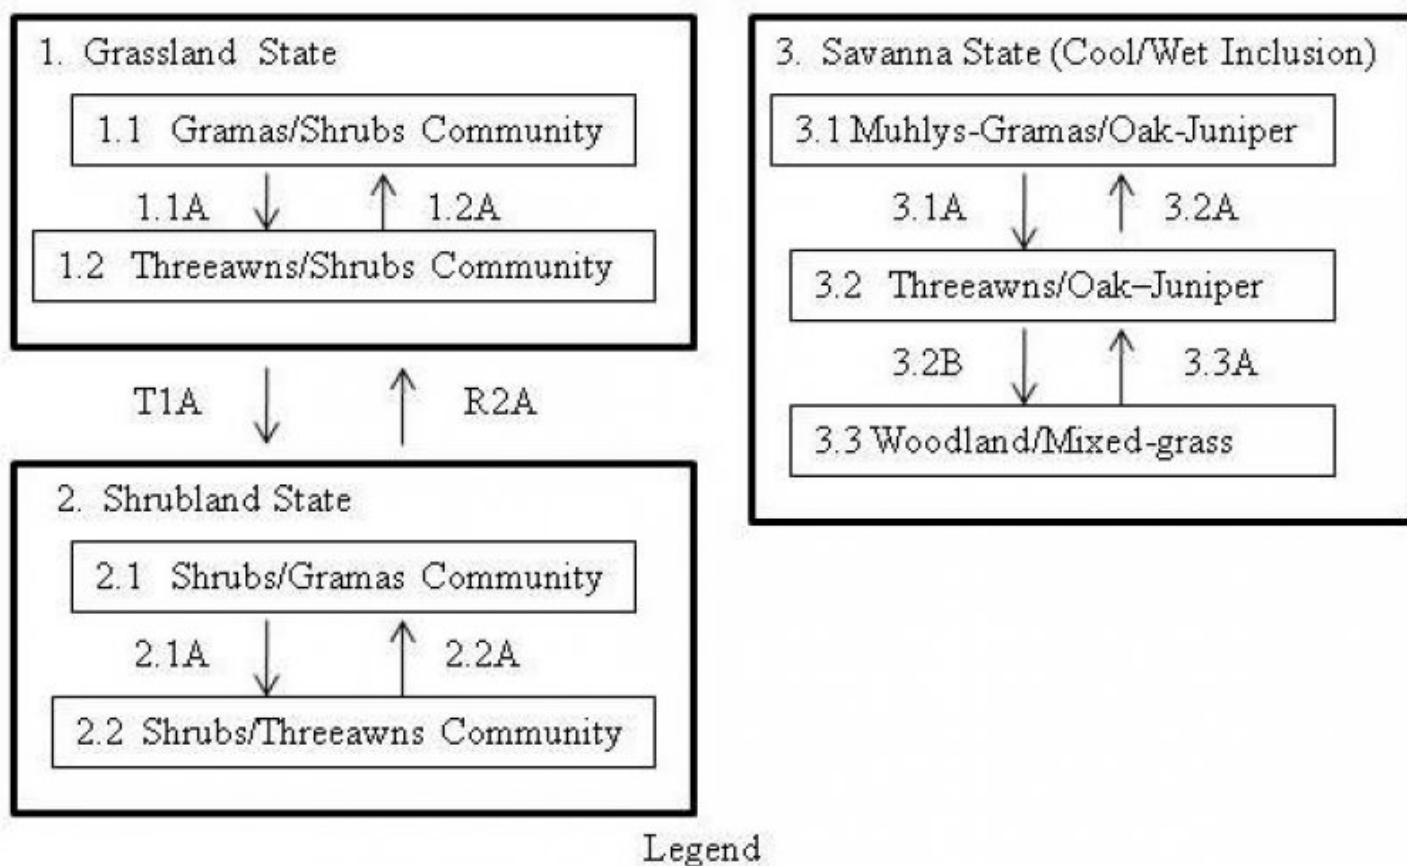 1. Grassland State
1.1 Gramas/Shrubs Community
1.1A
1.2A
1.2 Threeawns/Shrubs Community
T1A
R2A
2. Shrubland State
2.1 Shrubs/Gramas Community
2.1A
2.2A
2.2 Shrubs/Threeawns Community
3. Savanna State (Cool/Wet Inclusion)
3.1 Muhlys-Gramas/Oak-Juniper
3.1A
3.2A
3.2 Threeawns/Oak–Juniper
3.2B
3.3A
3.3 Woodland/Mixed-grass
Legend